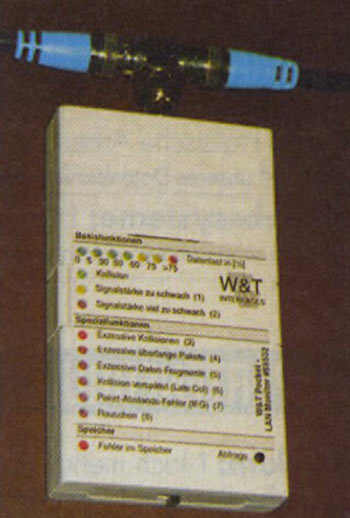 Basisfunktionen
0 5 30 50 60 75 >75 Datenlast in [%]
Kollision
Signalstärke zu schwach (1)
Signalstärke viel zu schwach (2)
W&T
INTERFACES
Spezialfunktionen
Exzessive Kollisionen (3)
Exzessive überlange Pakete (4)
Exzessive Daten-Fragmente (5)
Kollision verspätet (Late Col) (6)
Paket-Abstands-Fehler (IFG) (7)
Rauschen (8)
W&T Pocket -
LAN Monitor
Speicher
Fehler im Speicher
Abfrage